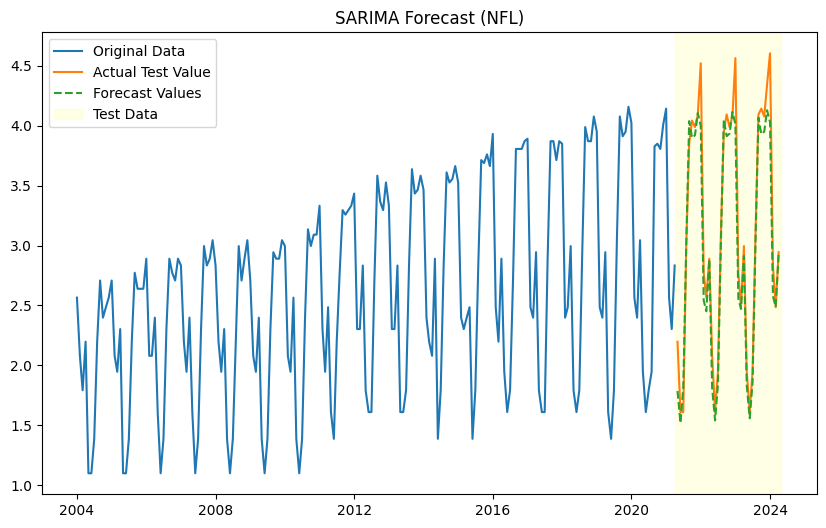 SARIMA Forecast (NFL)
Original Data
Actual Test Value
Forecast Values
Test Data
4.5
4.0
3.5
3.0
2.5
2.0
1.5
1.0
2004
2008
2012
2016
2020
2024